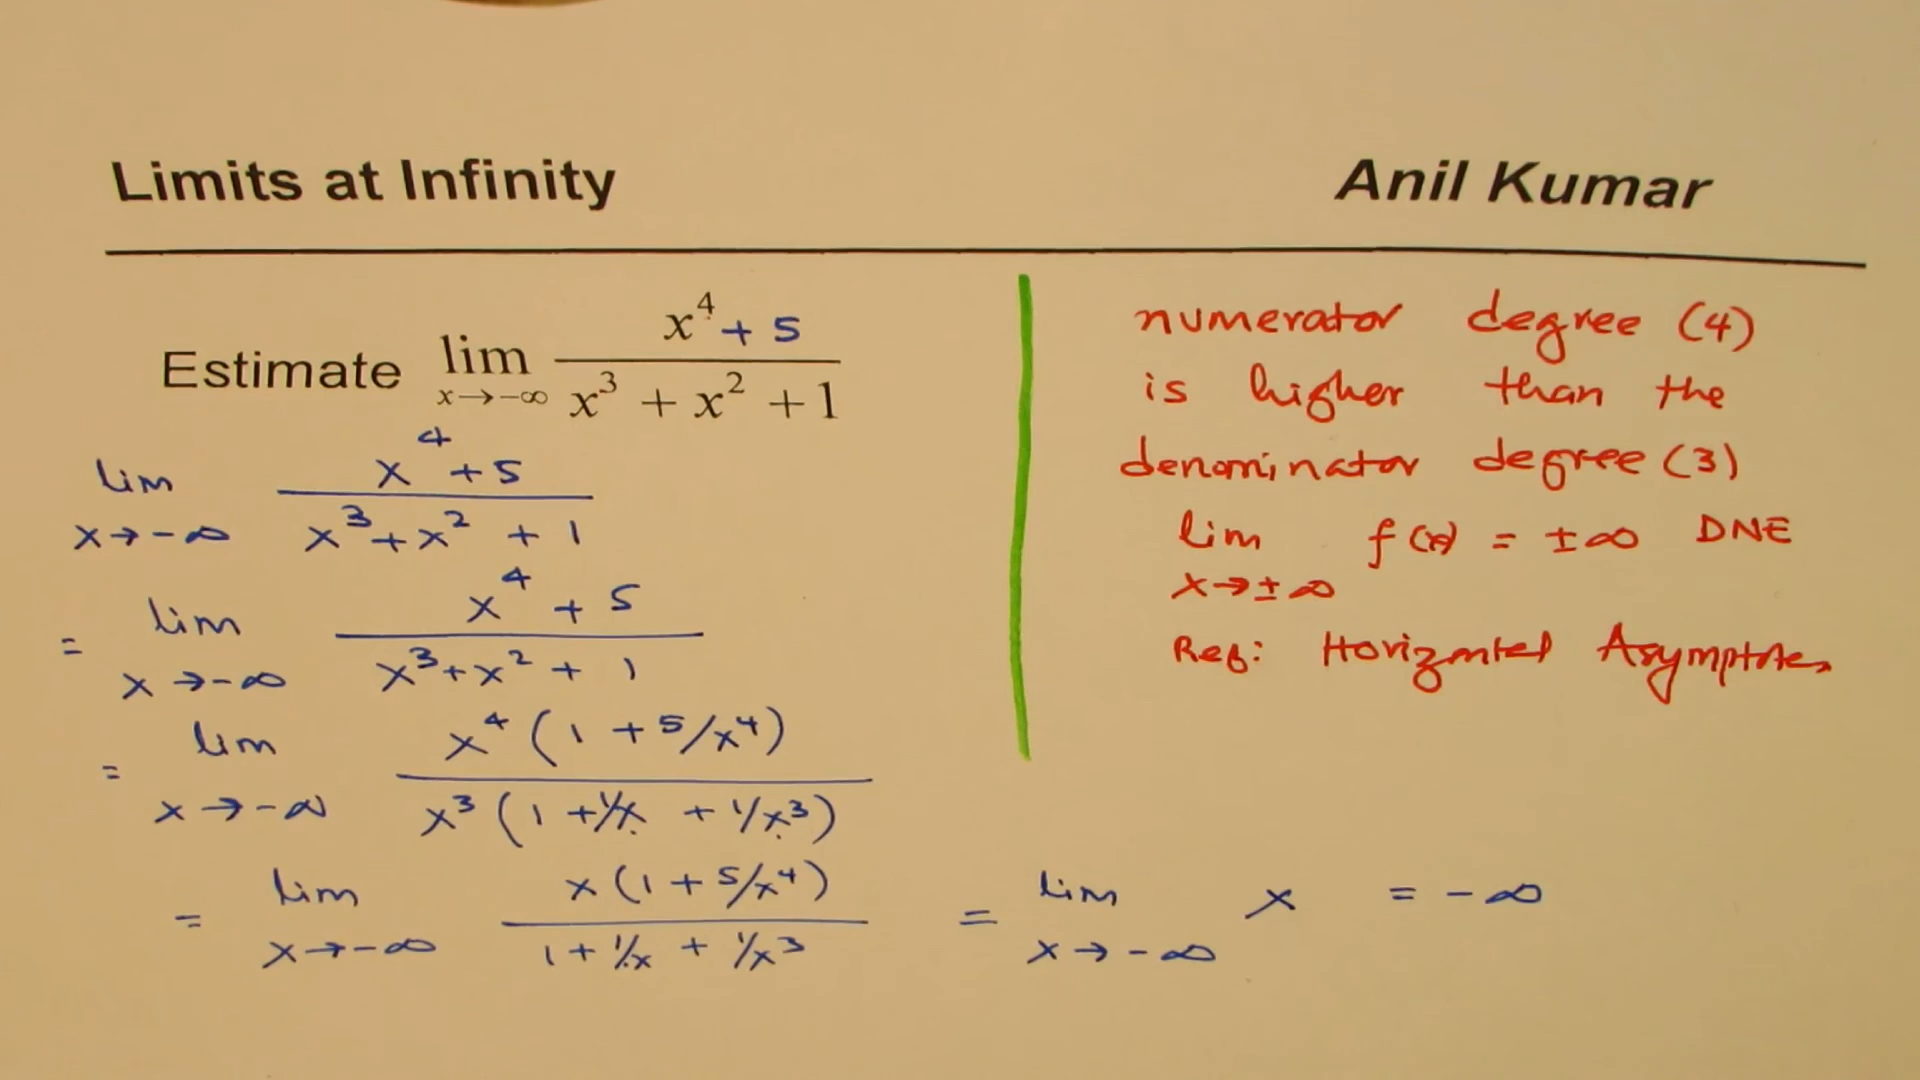 Limits at Infinity
Anil Kumar
Estimate lim x→-∞ x⁴ + 5 / x³ + x² + 1
lim x→-∞ x⁴ + 5 / x³ + x² + 1
= lim x→-∞ x⁴ + 5 / x³ + x² + 1
= lim x→-∞ x⁴ (1 + 5/x⁴) / x³ (1 + 1/x + 1/x³)
= lim x→-∞ x (1 + 5/x⁴) / 1 + 1/x + 1/x³ = lim x→-∞ x = -∞
numerator degree (4)
is higher than the
denominator degree (3)
lim x→±∞ f(x) = ±∞ DNE
Ref: Horizontal Asymptotes